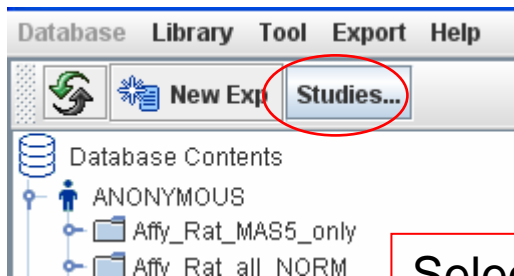 Database Library Tool Export Help
New Exp Studies...
Database Contents
ANONYMOUS
Affy_Rat_MAS5_only
Affy_Rat_all_NORM